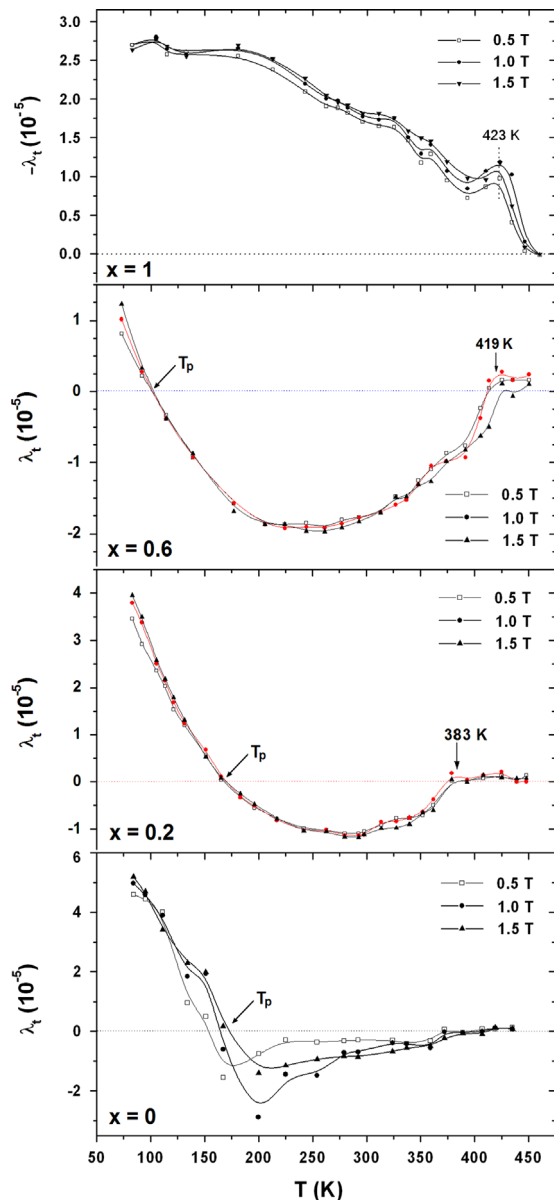 3.0
2.5
2.0
1.5
1.0
0.5
0.0
-λt (10-5)
0.5 T
1.0 T
1.5 T
423 K
x = 1
1
0
-1
-2
λt (10-5)
Tp
419 K
0.5 T
1.0 T
1.5 T
x = 0.6
4
3
2
1
0
-1
λt (10-5)
0.5 T
1.0 T
1.5 T
Tp
383 K
x = 0.2
6
4
2
0
-2
λt (10-5)
0.5 T
1.0 T
1.5 T
Tp
x = 0
50 100 150 200 250 300 350 400 450
T (K)